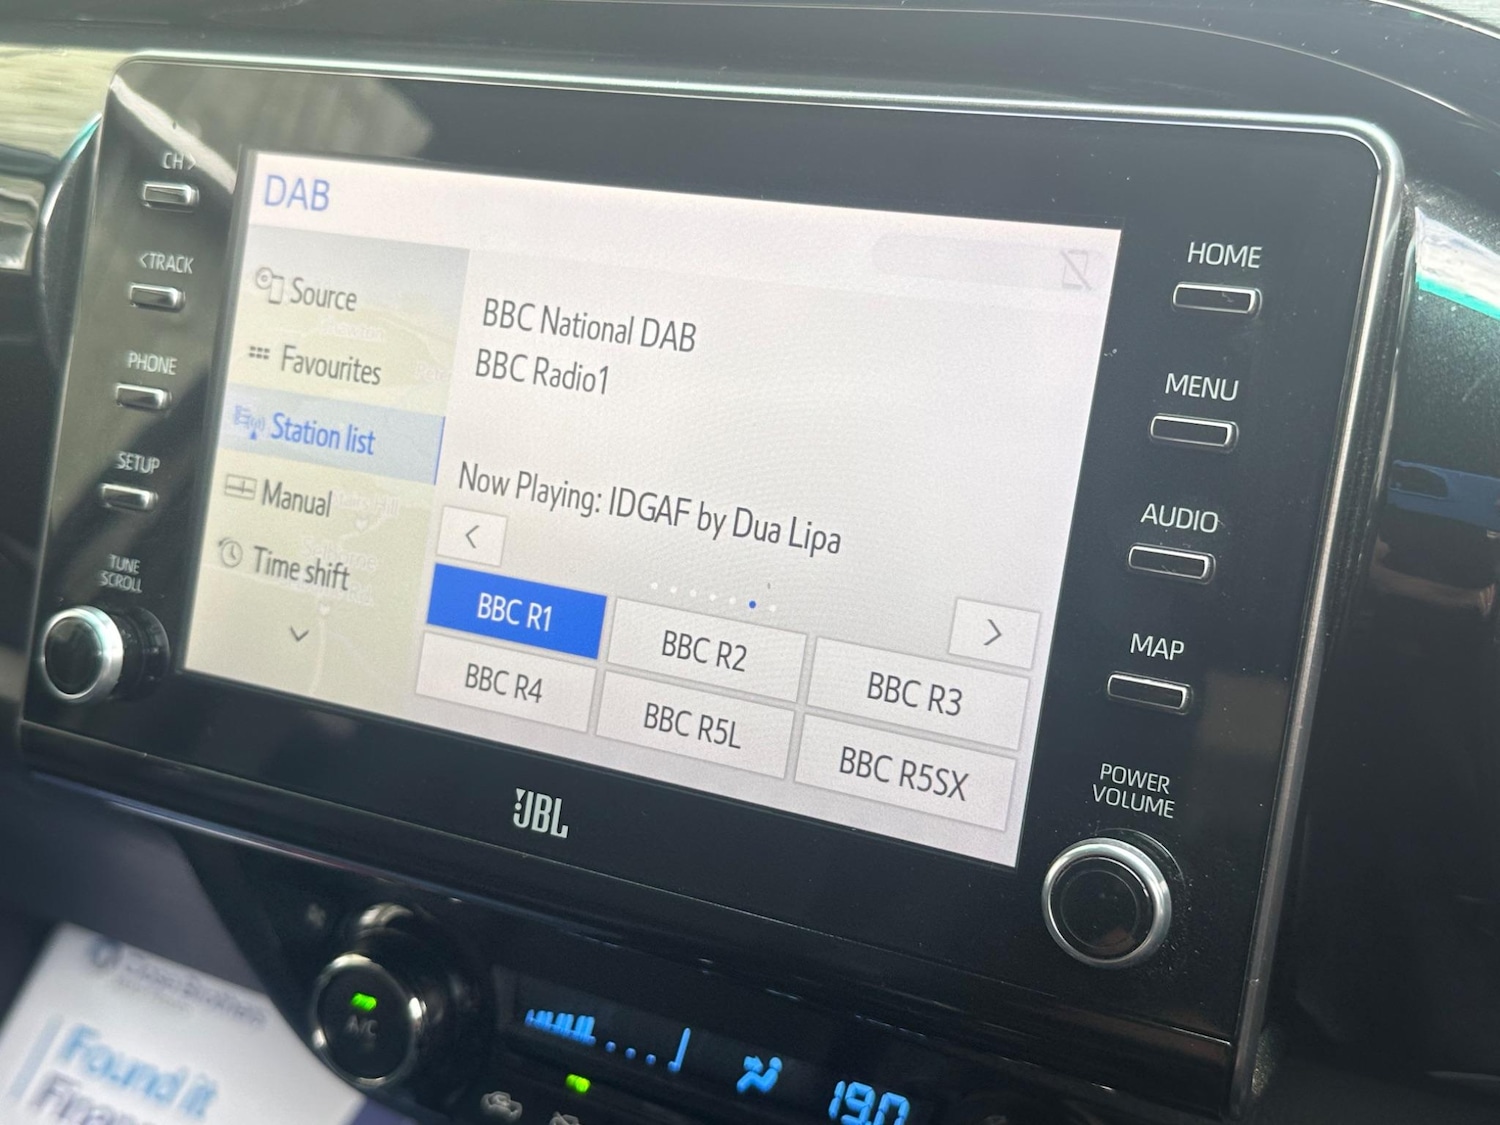 CH>
<TRACK
PHONE
SETUP
TUNE
SCROLL
DAB
Source
Favourites
Station list
Manual
Time shift
BBC National DAB
BBC Radio1
Now Playing: IDGAF by Dua Lipa
BBC R1
BBC R2
BBC R3
BBC R4
BBC R5L
BBC R5SX
HOME
MENU
AUDIO
MAP
POWER
VOLUME
JBL
A/C
19.0
Found it